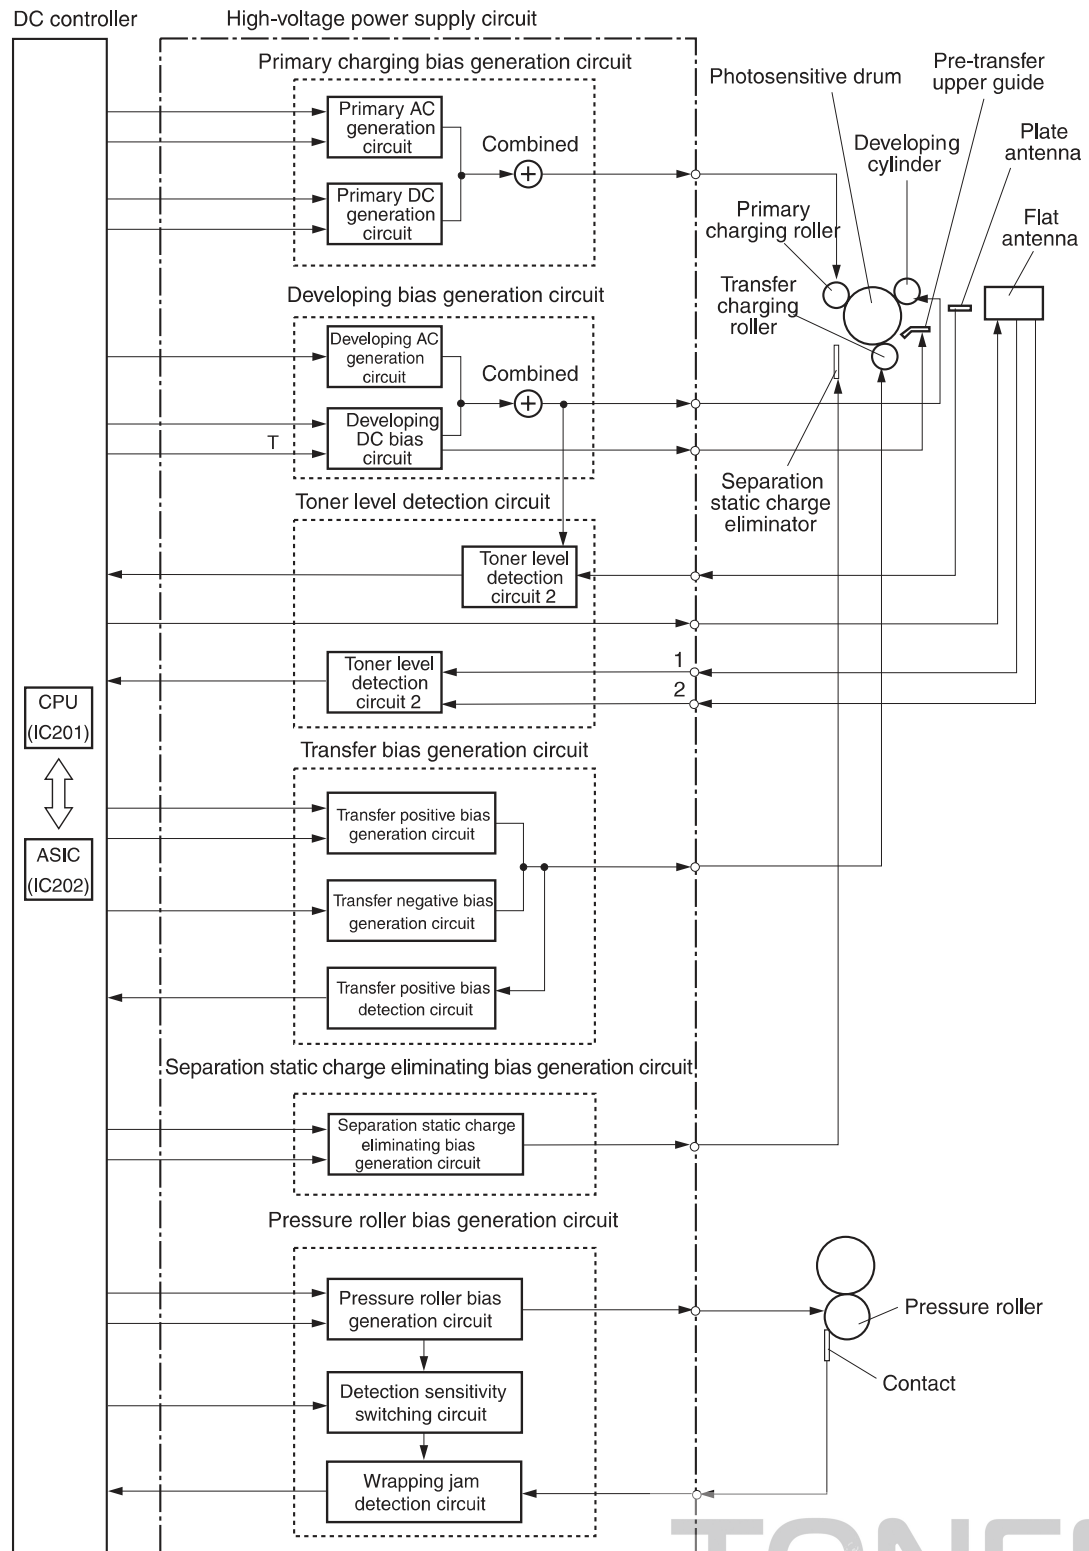 DC controller
High-voltage power supply circuit
Primary charging bias generation circuit
Primary AC
generation
circuit
Combined
Primary DC
generation
circuit
Photosensitive drum
Pre-transfer
upper guide
Developing
cylinder
Plate
antenna
Primary
charging roller
Flat
antenna
Transfer
charging
roller
Developing bias generation circuit
Developing AC
generation
circuit
Combined
Developing
DC bias
circuit
T
Separation
static charge
eliminator
Toner level detection circuit
Toner level
detection
circuit 2
1
Toner level
detection
circuit 2
2
CPU
(IC201)
ASIC
(IC202)
Transfer bias generation circuit
Transfer positive bias
generation circuit
Transfer negative bias
generation circuit
Transfer positive bias
detection circuit
Separation static charge eliminating bias generation circuit
Separation static charge
eliminating bias
generation circuit
Pressure roller bias generation circuit
Pressure roller bias
generation circuit
Pressure roller
Detection sensitivity
switching circuit
Contact
Wrapping jam
detection circuit